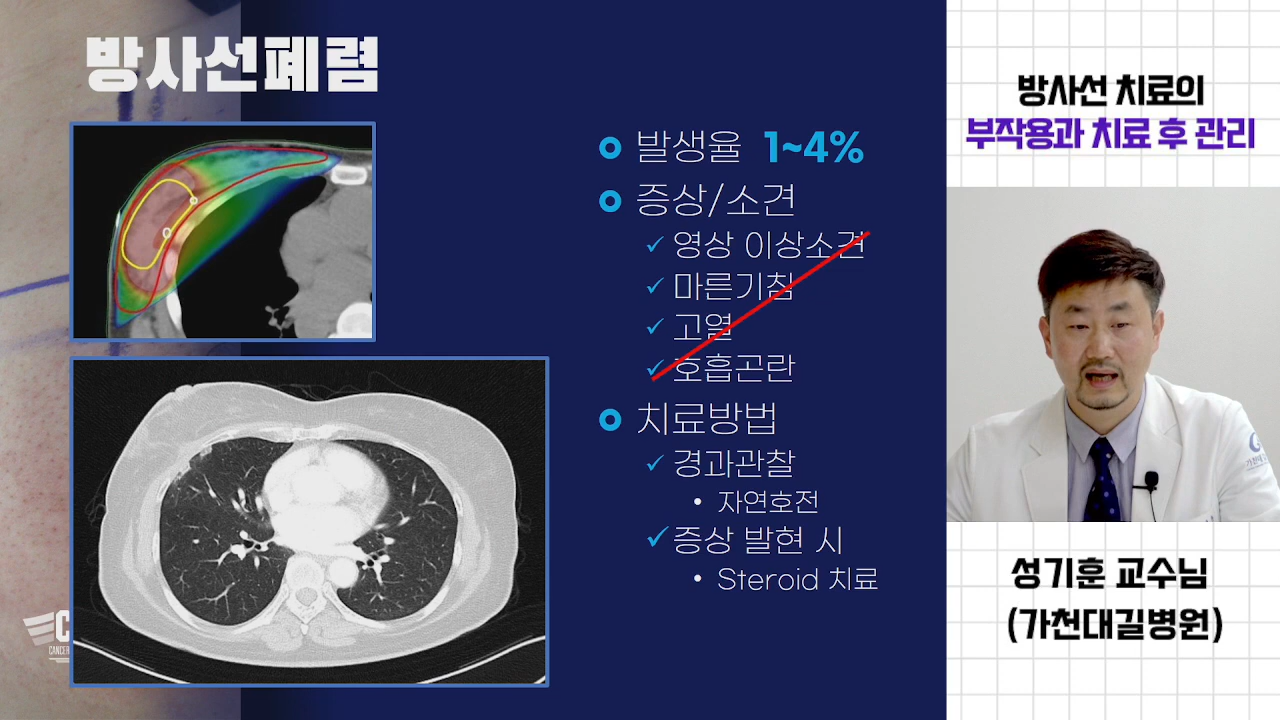 방사선폐렴
발생율 1~4%
증상/소견
영상 이상소견
마른기침
고열
호흡곤란
치료방법
경과관찰
자연호전
증상 발현 시
Steroid 치료
방사선 치료의
부작용과 치료 후 관리
성기훈 교수님
(가천대길병원)